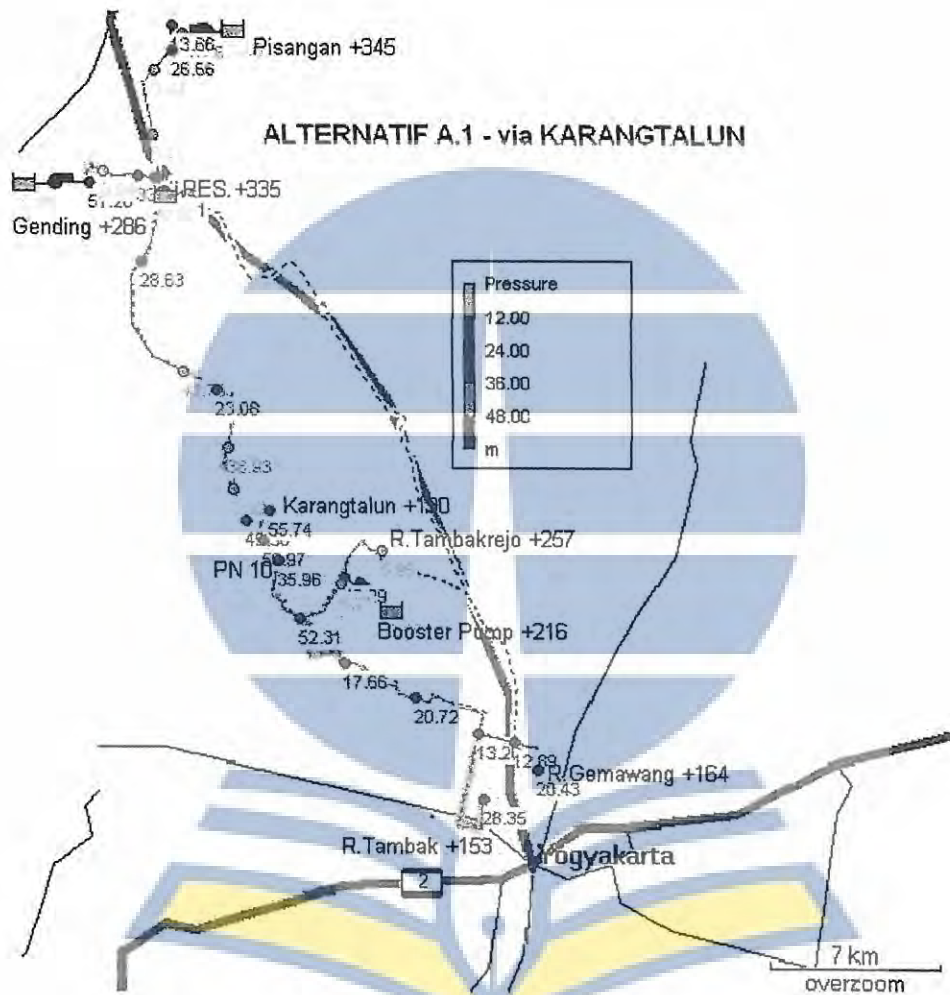 13.66
Pisangan +345
26.66
ALTERNATIF A.1 - via KARANGTALUN
RES. +335
Gending +286
28.63
Pressure
12.00
24.00
36.00
48.00
m
23.06
36.93
Karangtalun
55.74
R.Tambakrejo +257
PN 10
35.96
Booster Pump +216
52.31
17.66
20.72
12.89
R.Gemawang +164
20.43
28.35
R.Tambak +153
Yogyakarta
2
7 km
overzoom